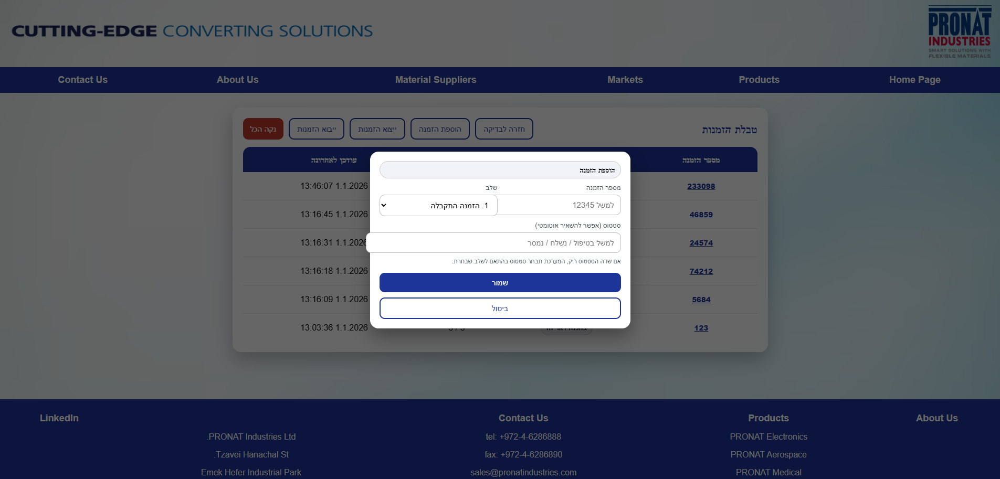 CUTTING-EDGE CONVERTING SOLUTIONS
PRONAT
INDUSTRIES
SMART SOLUTIONS WITH
FLEXIBLE MATERIALS
Contact Us
About Us
Material Suppliers
Markets
Products
Home Page
טבלת הזמנות
חזרה לבדיקה
הוספת הזמנה
ייצוא הזמנות
ייבוא הזמנות
נקה הכל
מספר הזמנה
עודכן לאחרונה
233098
13:46:07 1.1.2026
46859
13:16:45 1.1.2026
24574
13:16:31 1.1.2026
74212
13:16:18 1.1.2026
5684
13:16:09 1.1.2026
123
13:03:36 1.1.2026
הוספת הזמנה
מספר הזמנה
שלב
למשל 12345
1. הזמנה התקבלה
סטטוס (אפשר להשאיר אוטומטי)
למשל בטיפול / נשלח / נמסר
אם שדה הסטטוס ריק, המערכת תבחר סטטוס בהתאם לשלב שבחרת.
שמור
ביטול
About Us
Products
PRONAT Electronics
PRONAT Aerospace
PRONAT Medical
Contact Us
tel: +972-4-6286888
fax: +972-4-6286890
sales@pronatindustries.com
.PRONAT Industries Ltd
.Tzavei Hanachal St
Emek Hefer Industrial Park
LinkedIn